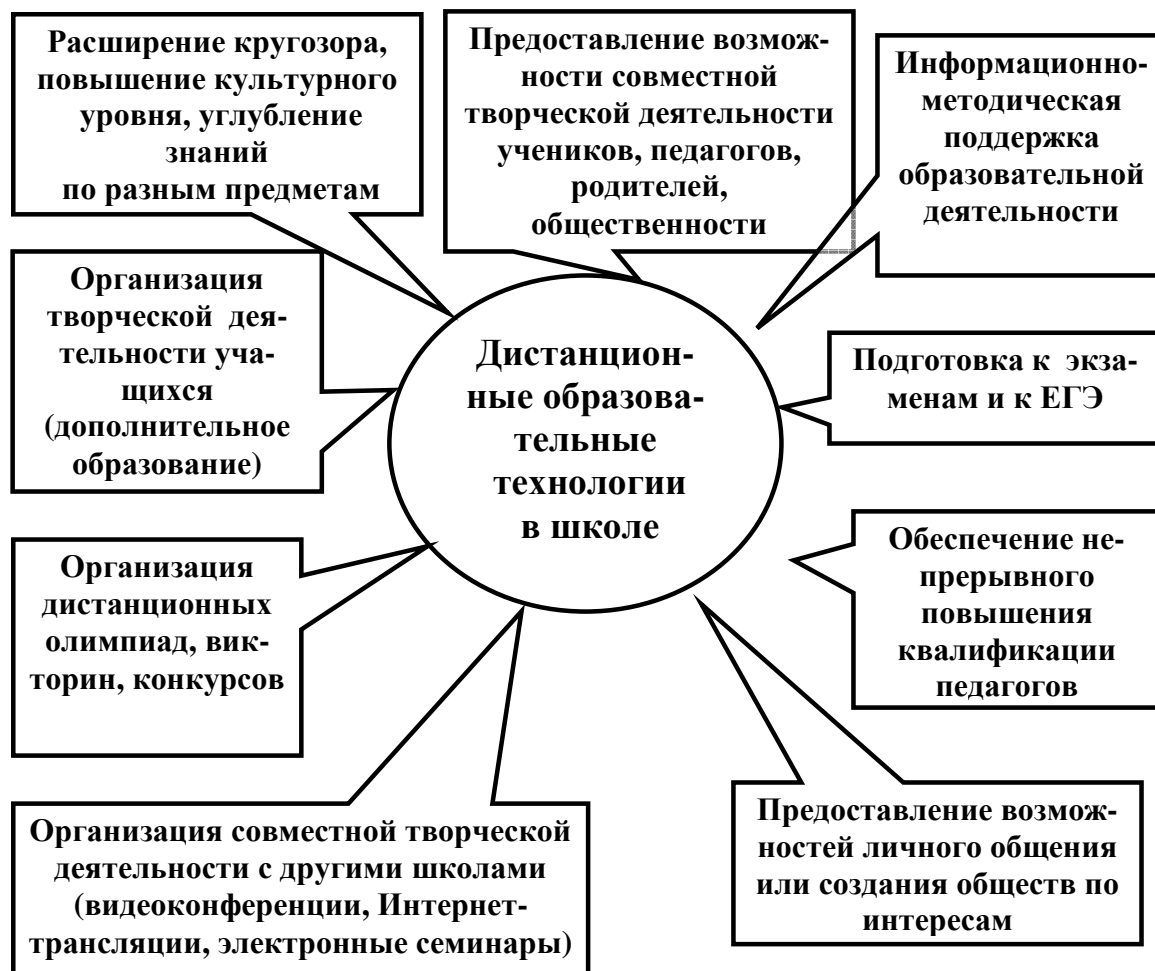 Расширение кругозора,
повышение культурного
уровня, углубление
знаний
по разным предметам
Предоставление возмож-
ности совместной
творческой деятельности
учеников, педагогов,
родителей,
общественности
Информационно-
методическая
поддержка
образовательной
деятельности
Организация
творческой дея-
тельности уча-
щихся
(дополнительное
образование)
Дистанцион-
ные образова-
тельные
технологии
в школе
Подготовка к экза-
менам и к ЕГЭ
Организация
дистанционных
олимпиад, вик-
торин, конкурсов
Обеспечение не-
прерывного
повышения
квалификации
педагогов
Организация совместной творческой
деятельности с другими школами
(видеоконференции, Интернет-
трансляции, электронные семинары)
Предоставление возмож-
ностей личного общения
или создания обществ по
интересам